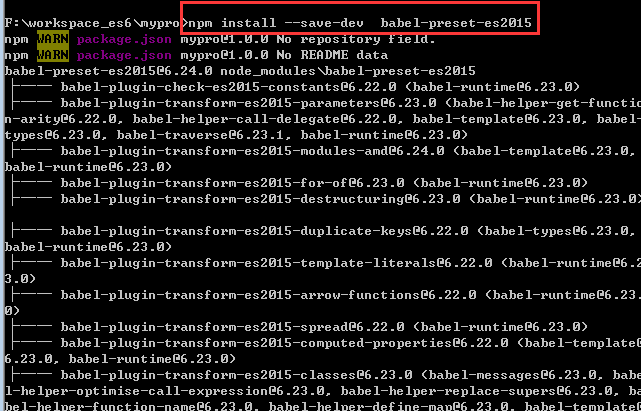 F:\workspace_es6\mypro>npm install --save-dev  babel-preset-es2015
npm WARN package.json mypro@1.0.0 No repository field.
npm WARN package.json mypro@1.0.0 No README data
babel-preset-es2015@6.24.0 node_modules\babel-preset-es2015
├── babel-plugin-check-es2015-constants@6.22.0 (babel-runtime@6.23.0)
├── babel-plugin-transform-es2015-parameters@6.23.0 (babel-helper-get-functio
n-arity@6.22.0, babel-helper-call-delegate@6.22.0, babel-template@6.23.0, babel-
types@6.23.0, babel-traverse@6.23.1, babel-runtime@6.23.0)
├── babel-plugin-transform-es2015-modules-amd@6.24.0 (babel-template@6.23.0,
babel-runtime@6.23.0)
├── babel-plugin-transform-es2015-for-of@6.23.0 (babel-runtime@6.23.0)
├── babel-plugin-transform-es2015-destructuring@6.23.0 (babel-runtime@6.23.0)
├── babel-plugin-transform-es2015-duplicate-keys@6.22.0 (babel-types@6.23.0,
babel-runtime@6.23.0)
├── babel-plugin-transform-es2015-template-literals@6.22.0 (babel-runtime@6.2
3.0)
├── babel-plugin-transform-es2015-arrow-functions@6.22.0 (babel-runtime@6.23.
0)
├── babel-plugin-transform-es2015-spread@6.22.0 (babel-runtime@6.23.0)
├── babel-plugin-transform-es2015-computed-properties@6.22.0 (babel-template@
6.23.0, babel-runtime@6.23.0)
├── babel-plugin-transform-es2015-classes@6.23.0 (babel-messages@6.23.0, babe
l-helper-optimise-call-expression@6.23.0, babel-helper-replace-supers@6.23.0, ba
bel-helper-function-name@6.23.0, babel-helper-define-map@6.23.0, babel-template@